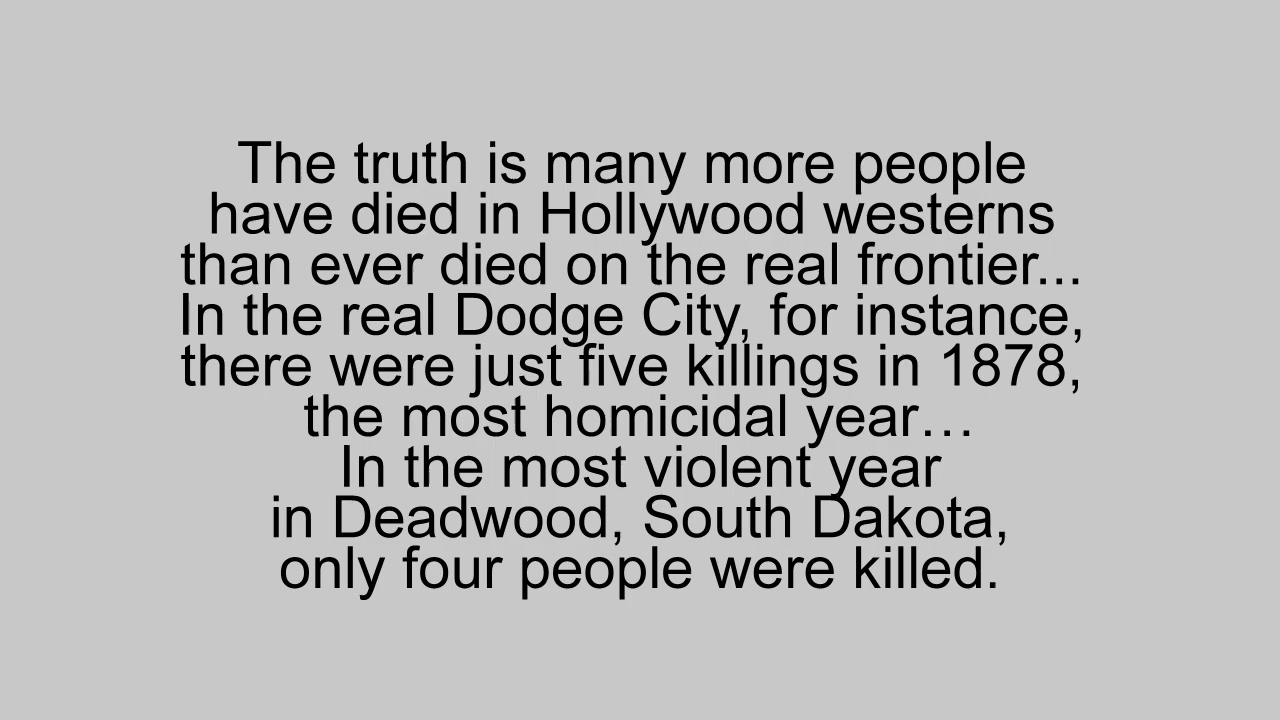 The truth is many more people
have died in Hollywood westerns
than ever died on the real frontier...
In the real Dodge City, for instance,
there were just five killings in 1878,
the most homicidal year…
In the most violent year
in Deadwood, South Dakota,
only four people were killed.